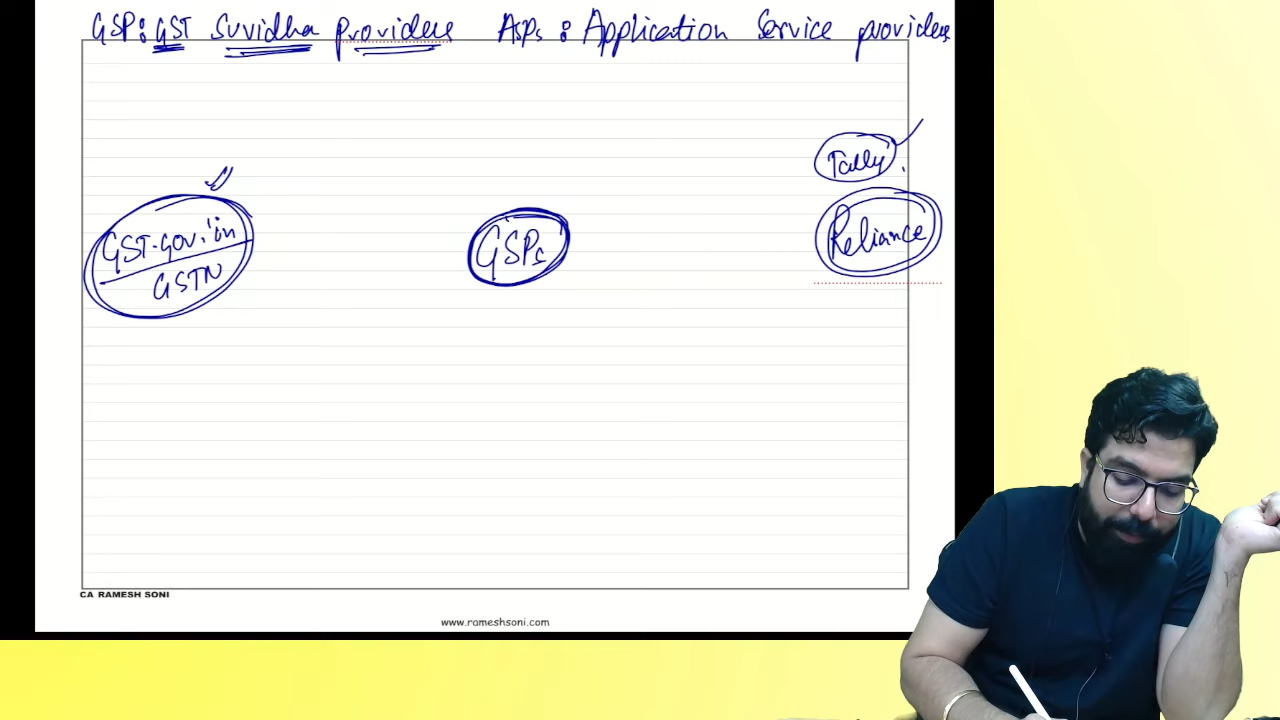 GSP: GST Suvidha providers ASPs : Application Service providers
Tally
GST.gov.in
GSTN
GSPs
Reliance
CA RAMESH SONI
www.rameshsoni.com